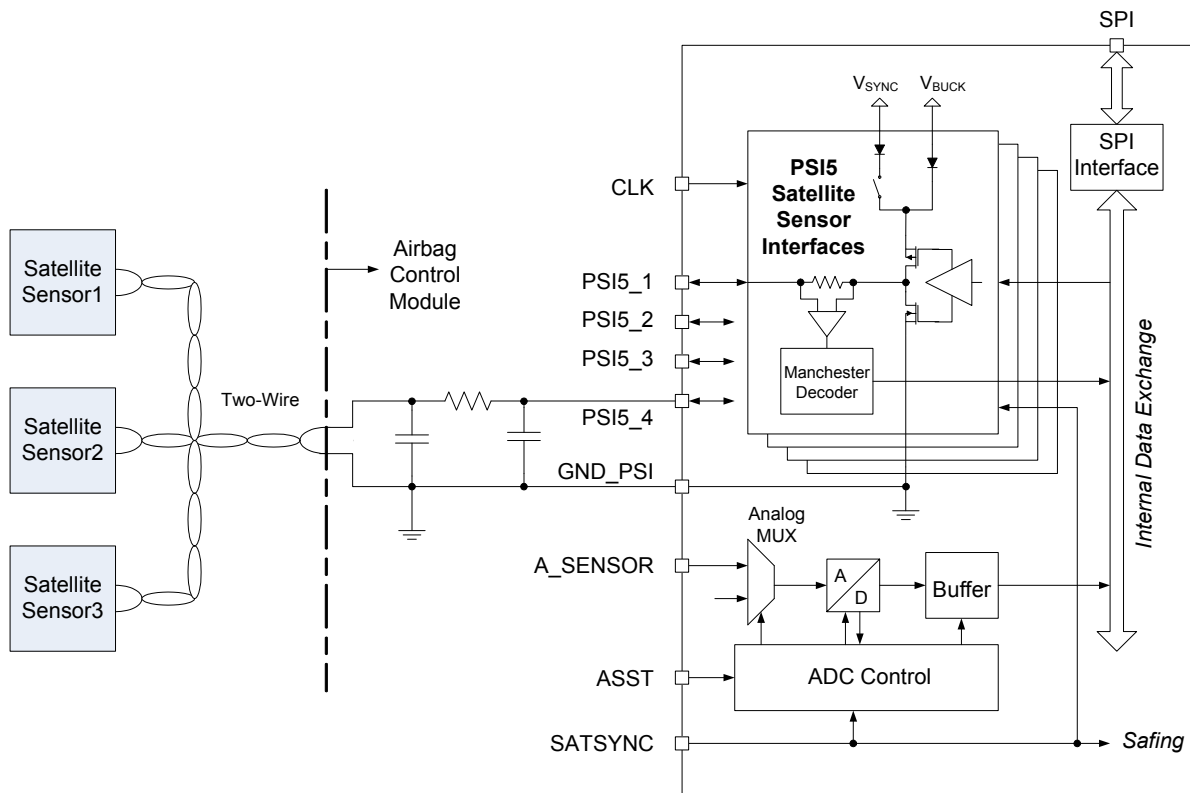 SPI
V_SYNC
V_BUCK
SPI
Interface
PSI5
Satellite
Sensor
Interfaces
CLK
Airbag
Control
Module
Satellite
Sensor1
PSI5_1
PSI5_2
PSI5_3
PSI5_4
Manchester
Decoder
Two-Wire
Satellite
Sensor2
GND_PSI
Internal Data Exchange
Analog
MUX
A_SENSOR
A
D
Buffer
Satellite
Sensor3
ASST
ADC Control
SATSYNC
Safing